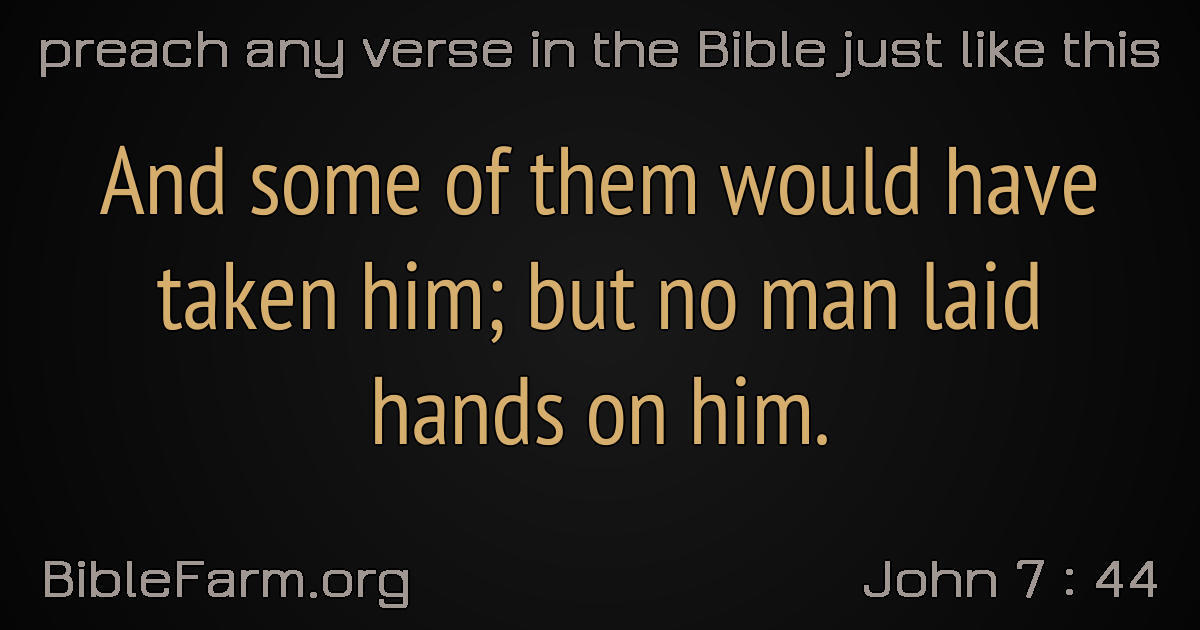 preach any verse in the Bible just like this
And some of them would have
taken him; but no man laid
hands on him.
BibleFarm.org
John 7 : 44